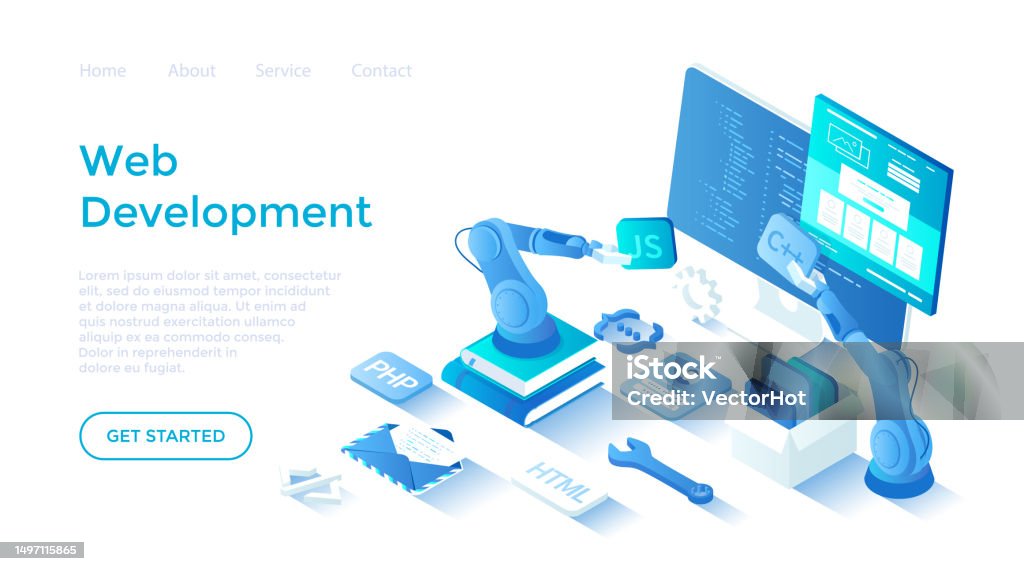 Home About Service Contact
Web
Development
Lorem ipsum dolor sit amet, consectetur
elit, sed do eiusmod tempor incididunt
et dolore magna aliqua. Ut enim ad
quis nostrud exercitation ullamco
aliquip ex ea commodo conse.
Dolor in reprehenderit in
dolore eu fugiat.
GET STARTED
JS
C++
PHP
HTML
iStock
Credit: VectorHot
1497115865